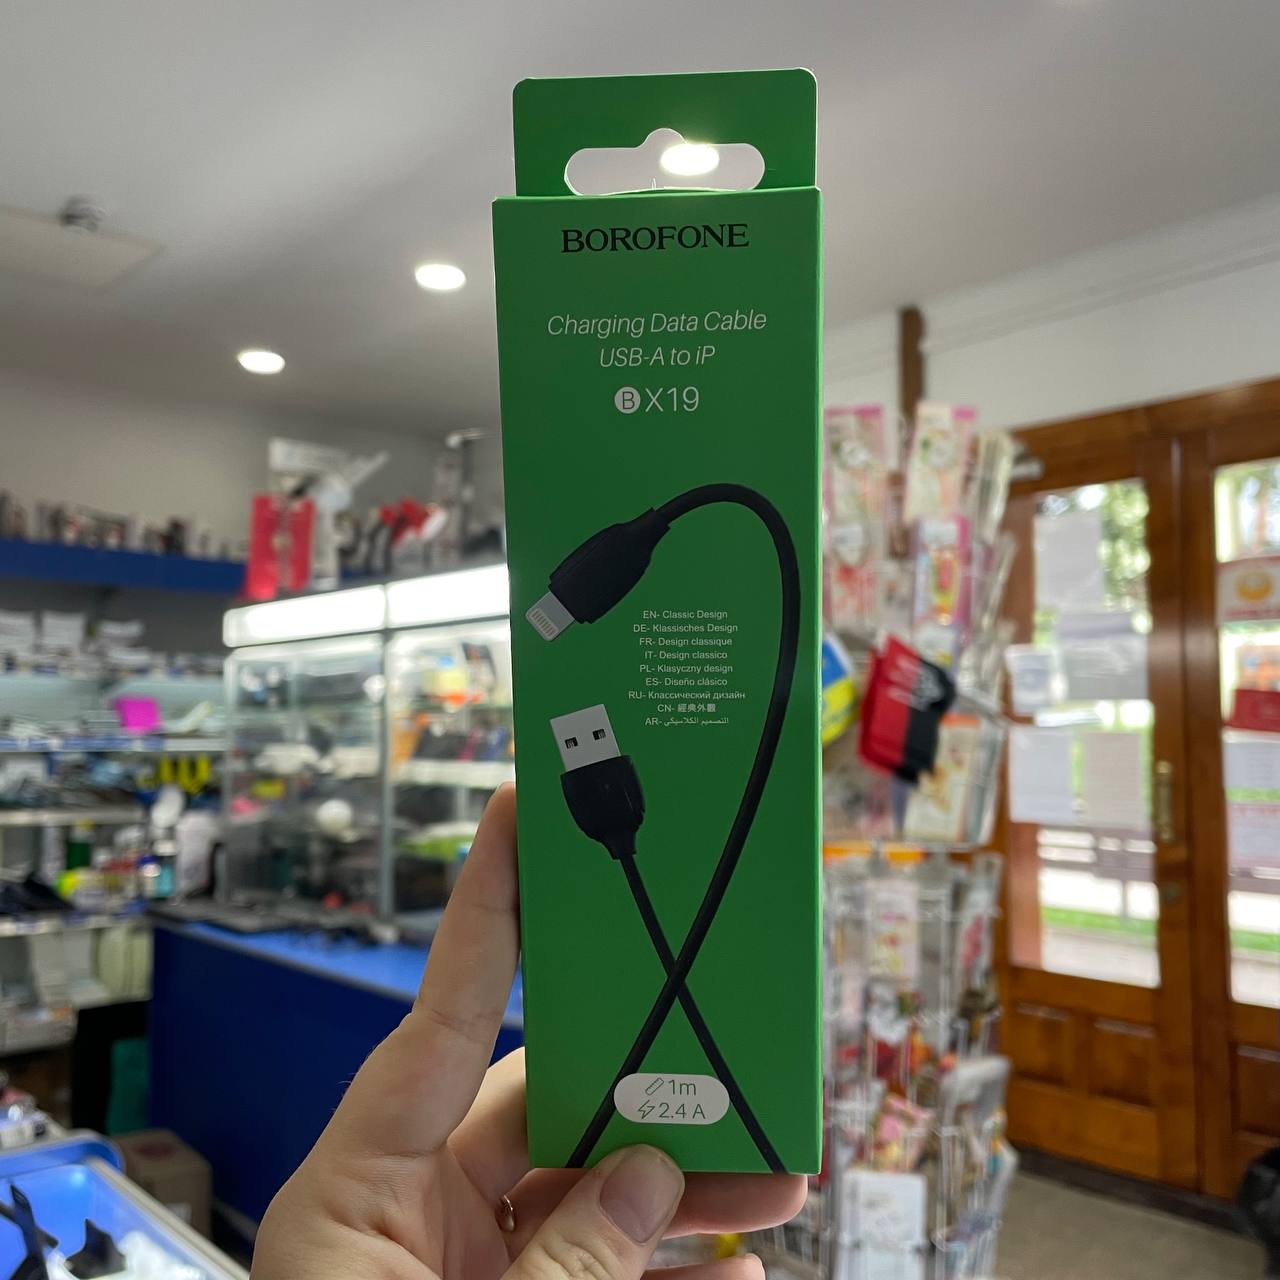 BOROFONE
Charging Data Cable
USB-A to iP
B X19
EN- Classic Design
DE- Klassisches Design
FR- Design classique
IT- Design classico
PL- Klasyczny design
ES- Diseño clásico
RU- Классический дизайн
CN- 經典外觀
AR- التصميم الكلاسيكي
1m
2.4 A